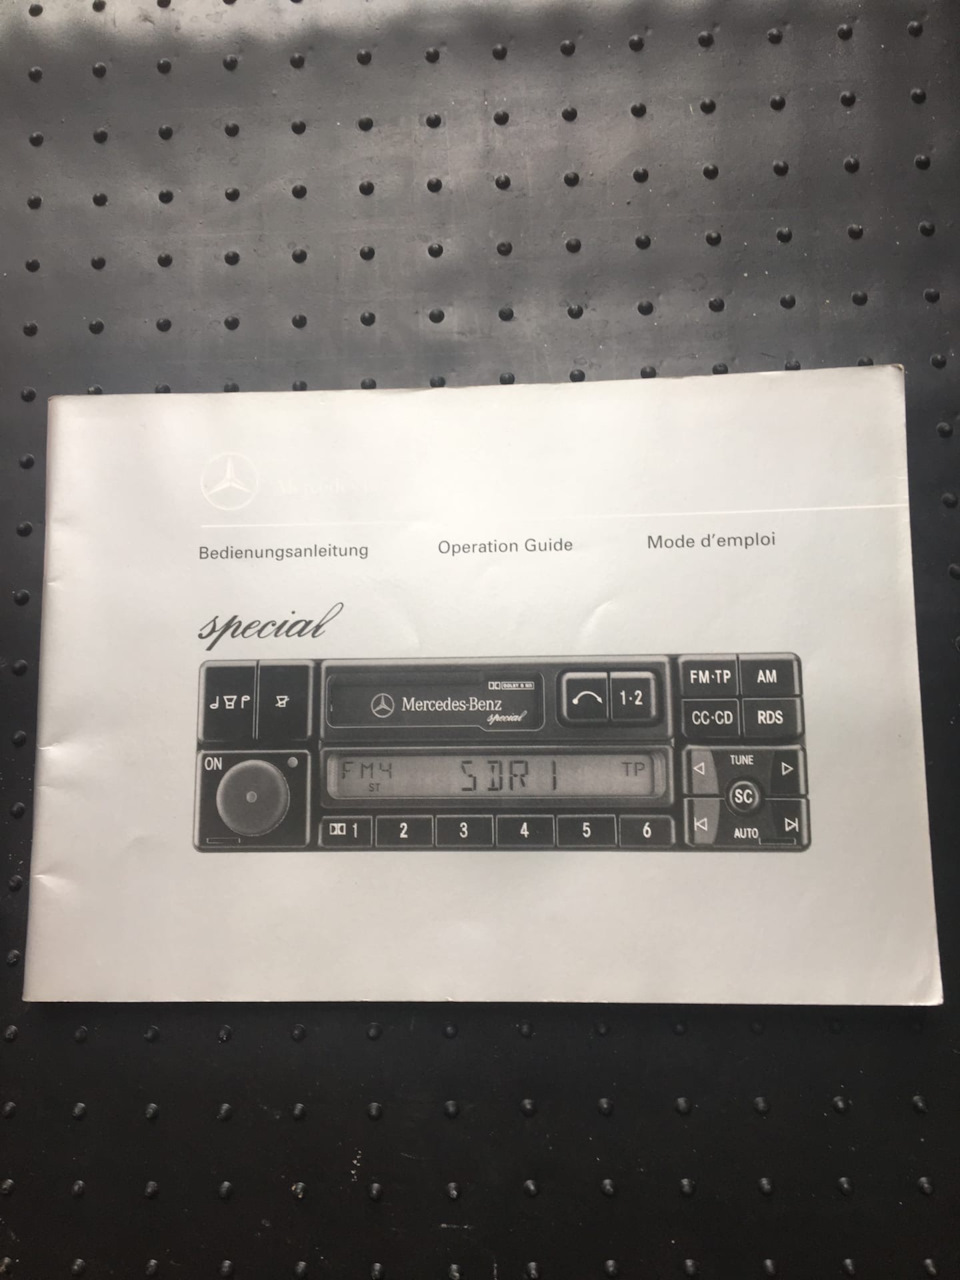 Bedienungsanleitung Operation Guide Mode d'emploi
special
Mercedes-Benz
special
1·2
FM·TP AM
CC·CD RDS
ON
FM4 ST SDR1 TP
TUNE
SC
AUTO
1 2 3 4 5 6